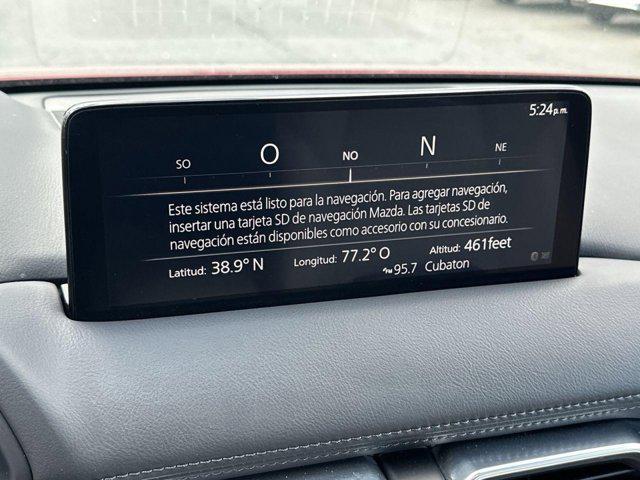 5:24 p.m.
SO O NO N NE
Este sistema está listo para la navegación. Para agregar navegación,
insertar una tarjeta SD de navegación Mazda. Las tarjetas SD de
navegación están disponibles como accesorio con su concesionario.
Latitud: 38.9° N Longitud: 77.2° O Altitud: 461feet
FM 95.7 Cubaton